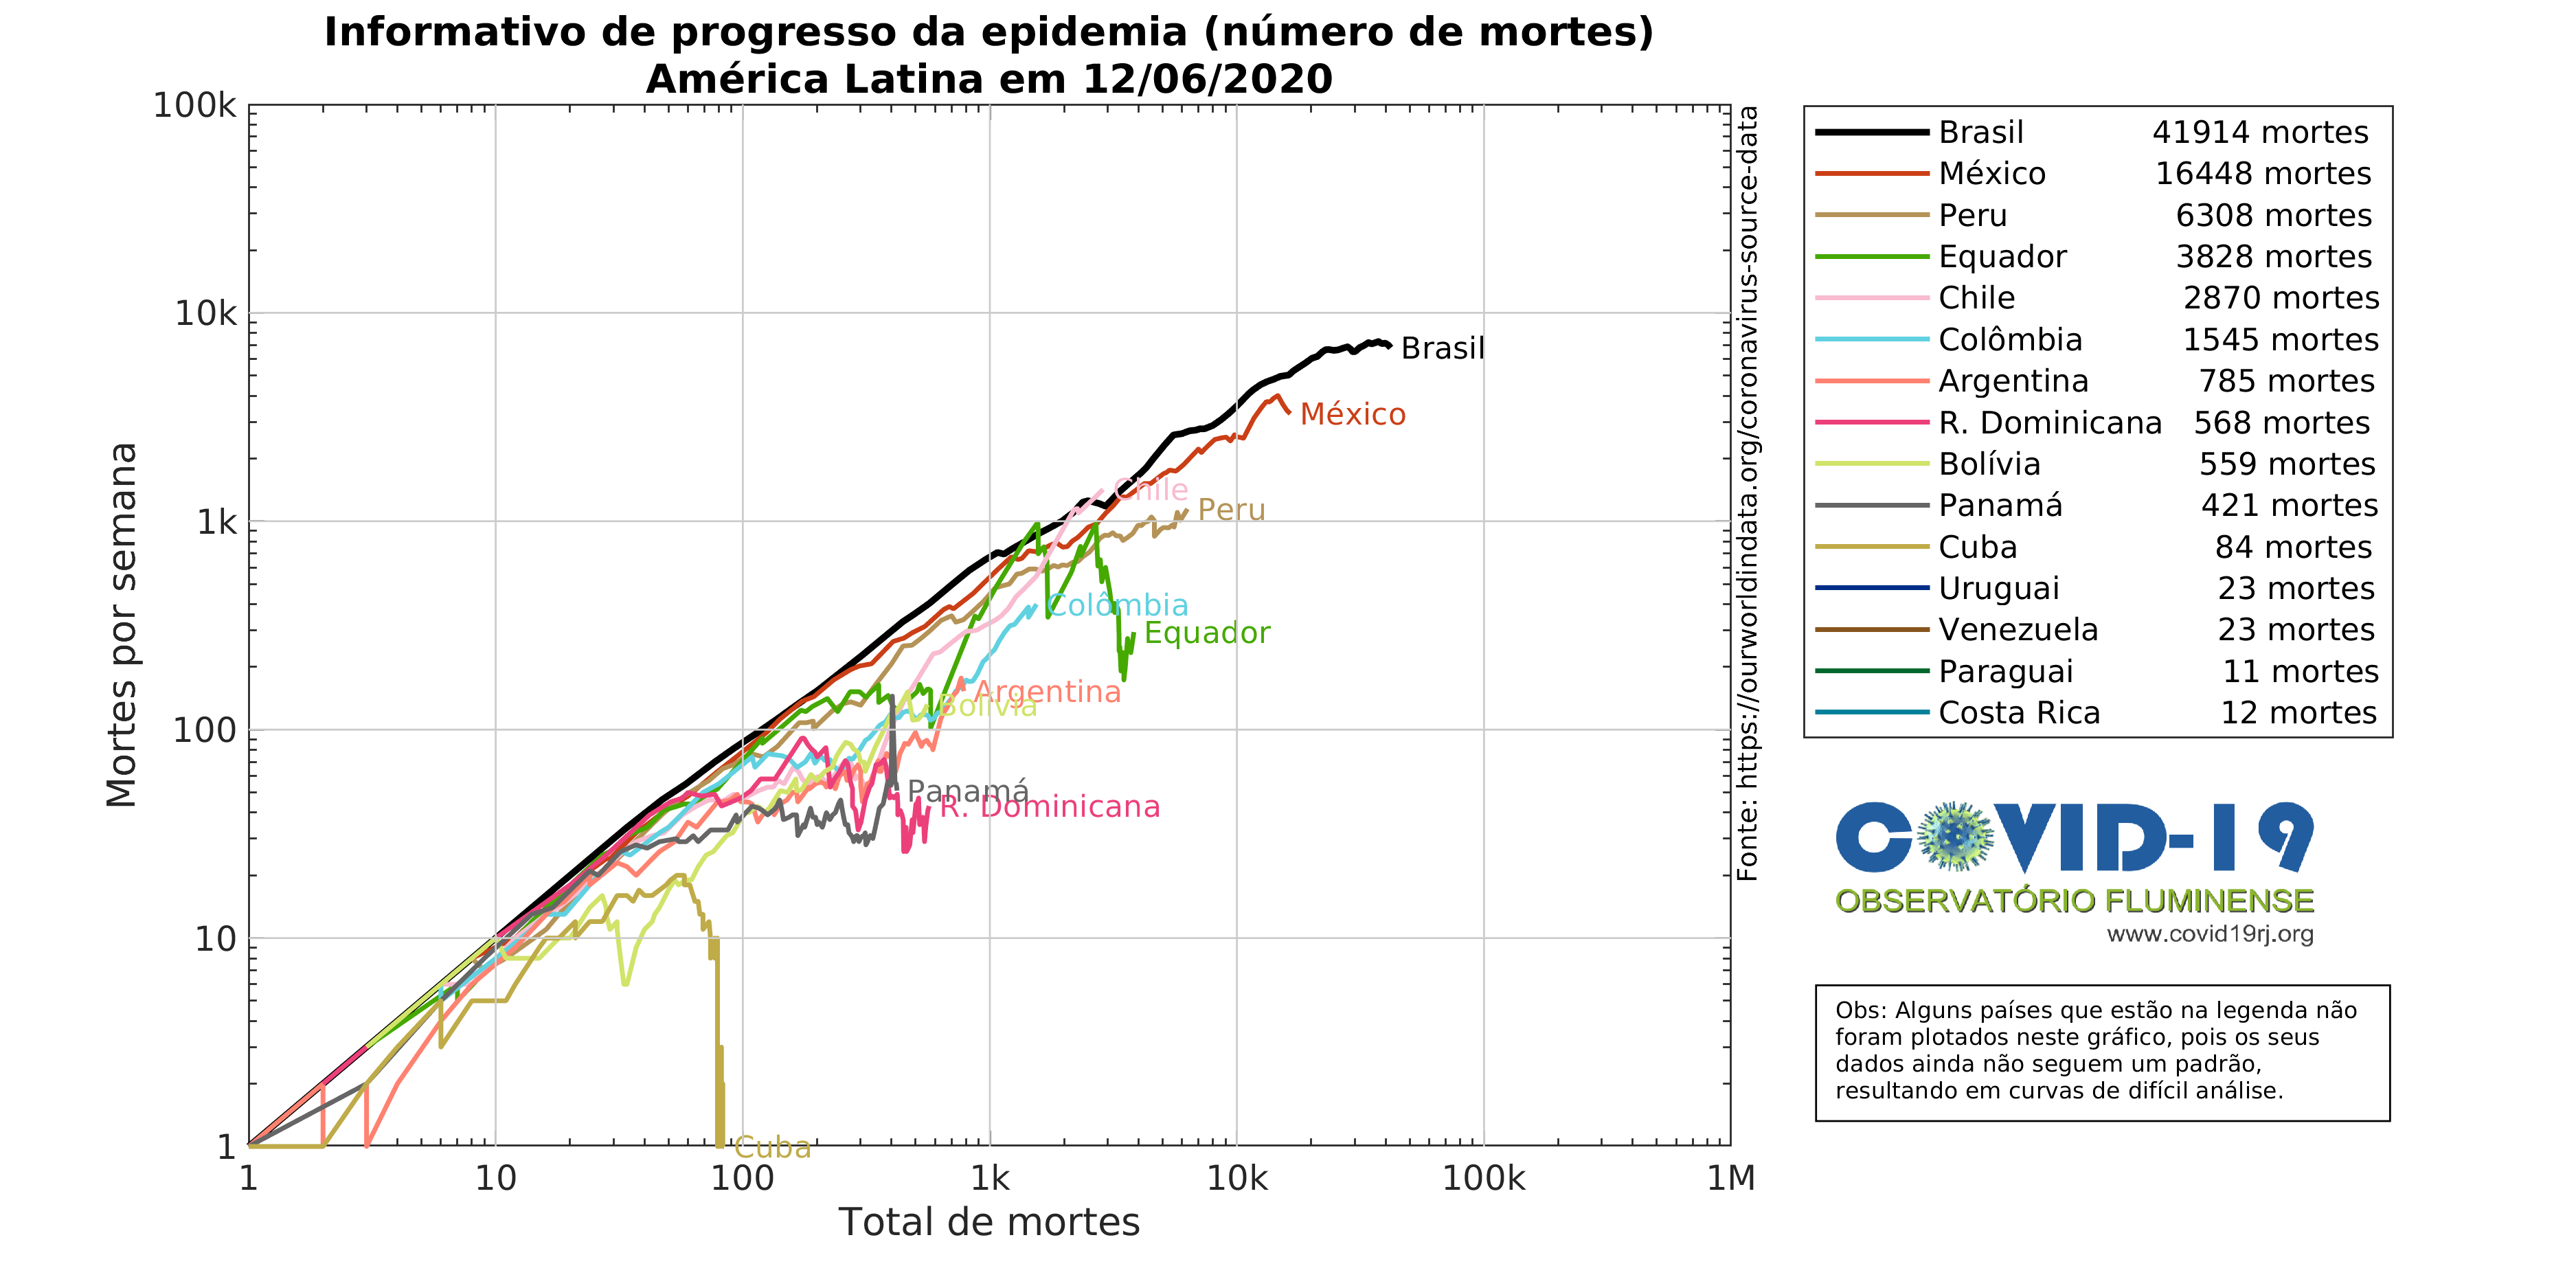 Informativo de progresso da epidemia (número de mortes)
América Latina em 12/06/2020
100k
10k
1k
100
10
1
Mortes por semana
1
10
100
1k
10k
100k
1M
Total de mortes
Brasil
México
Chile
Peru
Colômbia
Equador
Argentina
Bolívia
Panamá
R. Dominicana
Cuba
Fonte: https://ourworldindata.org/coronavirus-source-data
Brasil 41914 mortes
México 16448 mortes
Peru 6308 mortes
Equador 3828 mortes
Chile 2870 mortes
Colômbia 1545 mortes
Argentina 785 mortes
R. Dominicana 568 mortes
Bolívia 559 mortes
Panamá 421 mortes
Cuba 84 mortes
Uruguai 23 mortes
Venezuela 23 mortes
Paraguai 11 mortes
Costa Rica 12 mortes
COVID-19
OBSERVATÓRIO FLUMINENSE
www.covid19rj.org
Obs: Alguns países que estão na legenda não
foram plotados neste gráfico, pois os seus
dados ainda não seguem um padrão,
resultando em curvas de difícil análise.